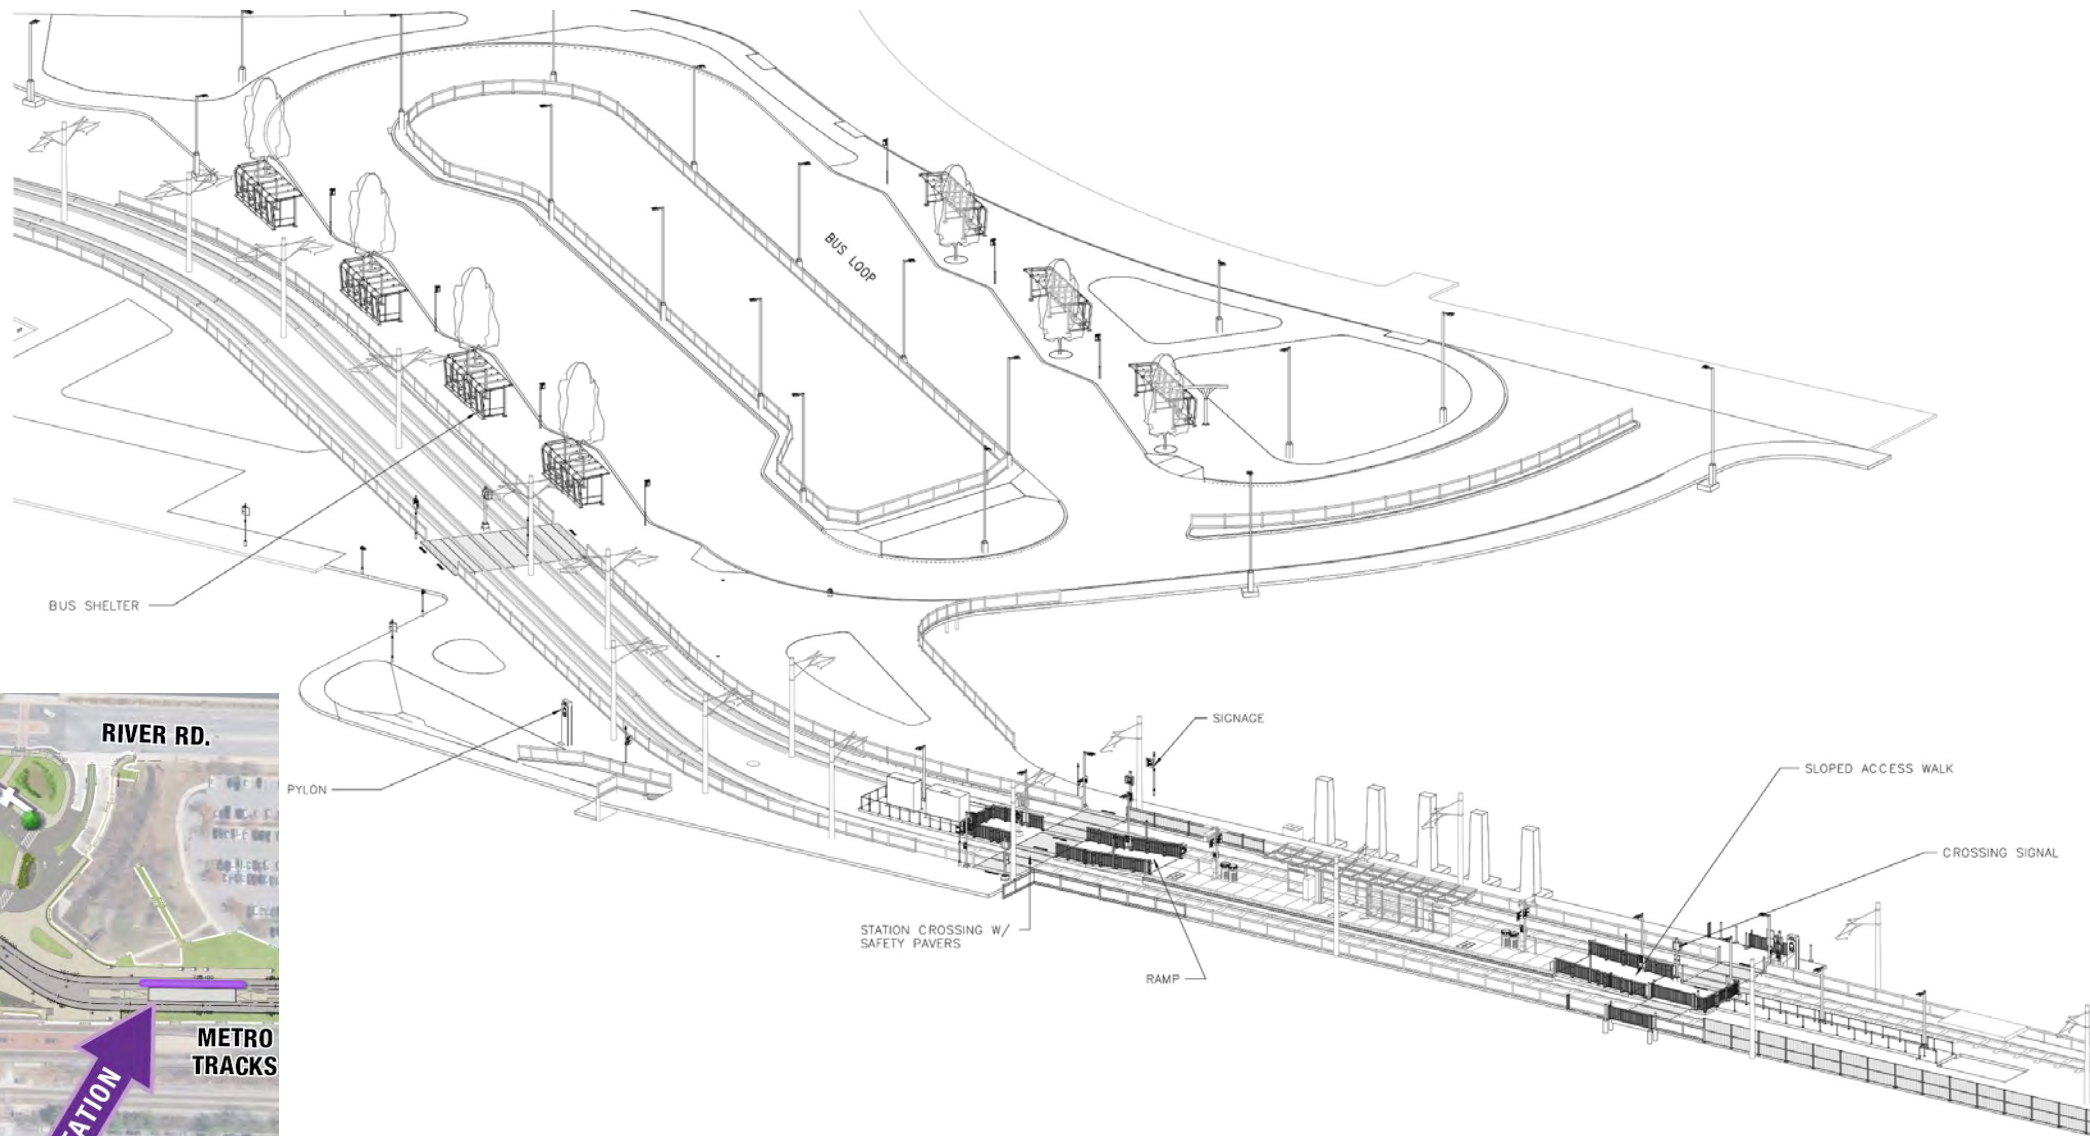 BUS LOOP
BUS SHELTER
PYLON
SIGNAGE
SLOPED ACCESS WALK
CROSSING SIGNAL
STATION CROSSING W/
SAFETY PAVERS
RAMP
RIVER RD.
METRO
TRACKS